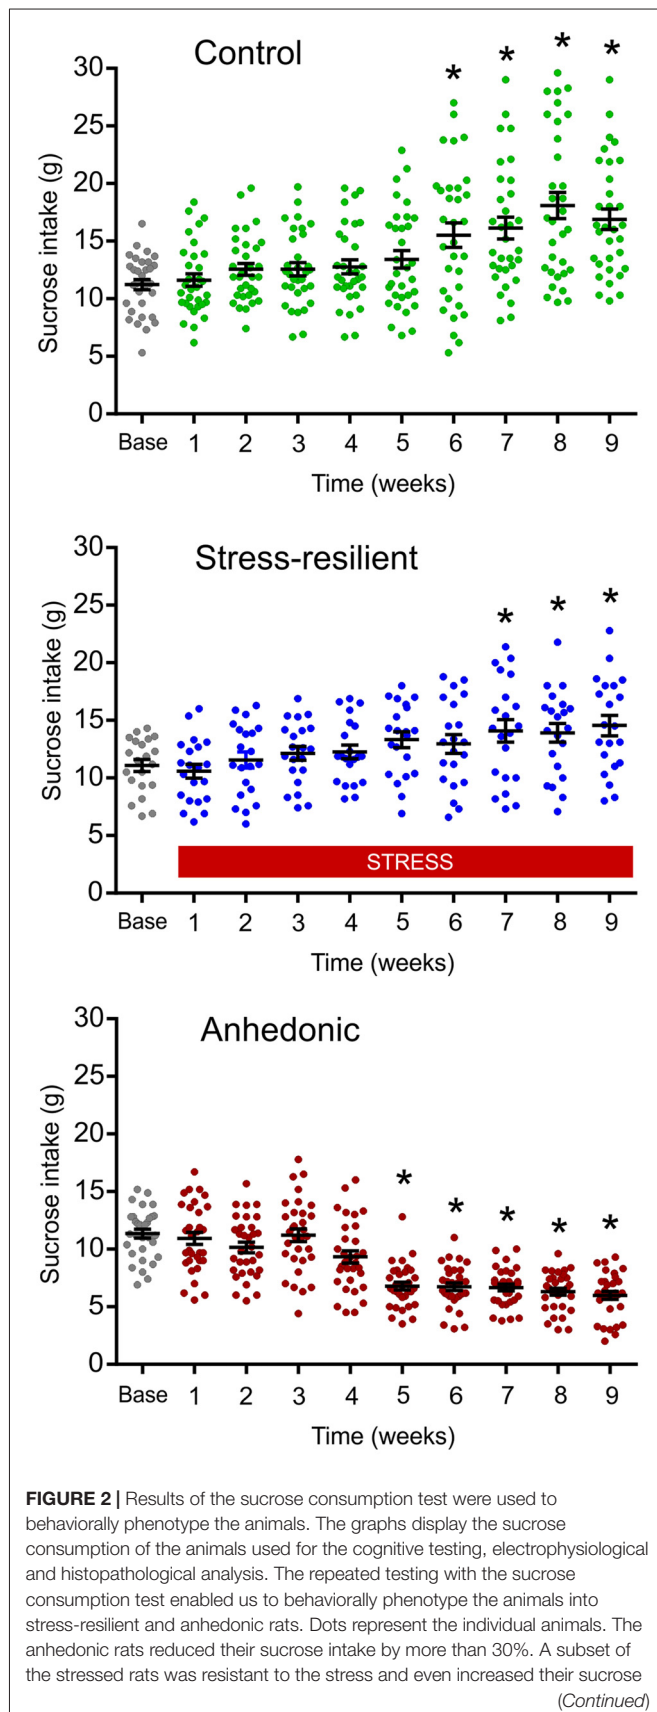 Control
*
*
*
*
30
25
20
15
10
5
0
Sucrose intake (g)
Base 1 2 3 4 5 6 7 8 9
Time (weeks)
Stress-resilient
*
*
*
30
25
20
15
10
5
0
Sucrose intake (g)
STRESS
Base 1 2 3 4 5 6 7 8 9
Time (weeks)
Anhedonic
*
*
*
*
*
30
25
20
15
10
5
0
Sucrose intake (g)
Base 1 2 3 4 5 6 7 8 9
Time (weeks)
FIGURE 2 | Results of the sucrose consumption test were used to
behaviorally phenotype the animals. The graphs display the sucrose
consumption of the animals used for the cognitive testing, electrophysiological
and histopathological analysis. The repeated testing with the sucrose
consumption test enabled us to behaviorally phenotype the animals into
stress-resilient and anhedonic rats. Dots represent the individual animals. The
anhedonic rats reduced their sucrose intake by more than 30%. A subset of
the stressed rats was resistant to the stress and even increased their sucrose
(Continued)